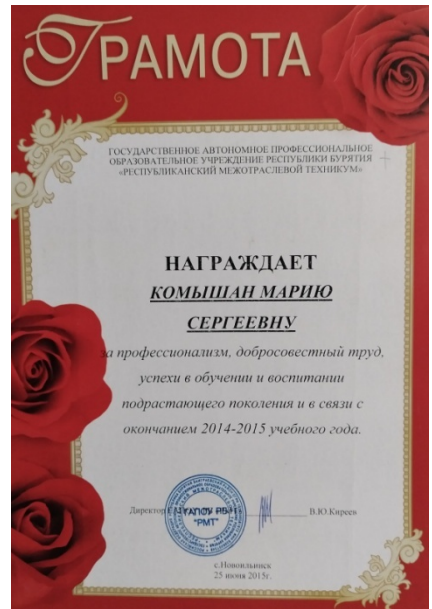 ГРАМОТА
ГОСУДАРСТВЕННОЕ АВТОНОМНОЕ ПРОФЕССИОНАЛЬНОЕ
ОБРАЗОВАТЕЛЬНОЕ УЧРЕЖДЕНИЕ РЕСПУБЛИКИ БУРЯТИЯ
«РЕСПУБЛИКАНСКИЙ МЕЖОТРАСЛЕВОЙ ТЕХНИКУМ»
НАГРАЖДАЕТ
КОМЫШАН МАРИЮ
СЕРГЕЕВНУ
за профессионализм, добросовестный труд,
успехи в обучении и воспитании
подрастающего поколения и в связи с
окончанием 2014-2015 учебного года.
Директор
ГАПОУ РБ
"РМТ"
В.Ю.Киреев
с.Новоильинск
25 июня 2015г.